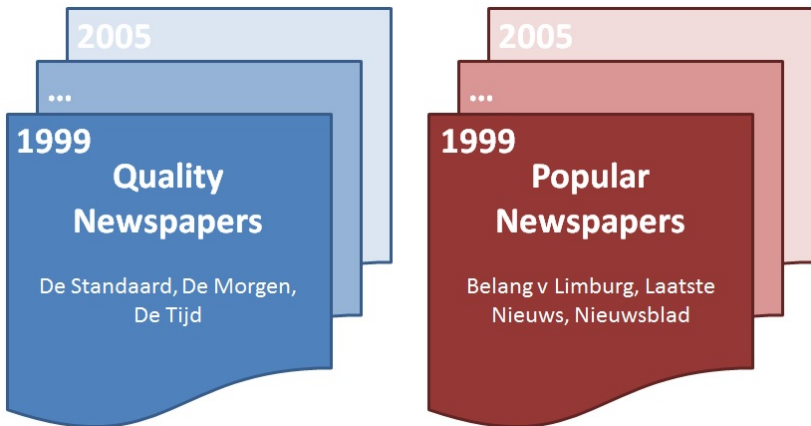 2005
...
1999
Quality
Newspapers
De Standaard, De Morgen,
De Tijd
2005
...
1999
Popular
Newspapers
Belang v Limburg, Laatste
Nieuws, Nieuwsblad